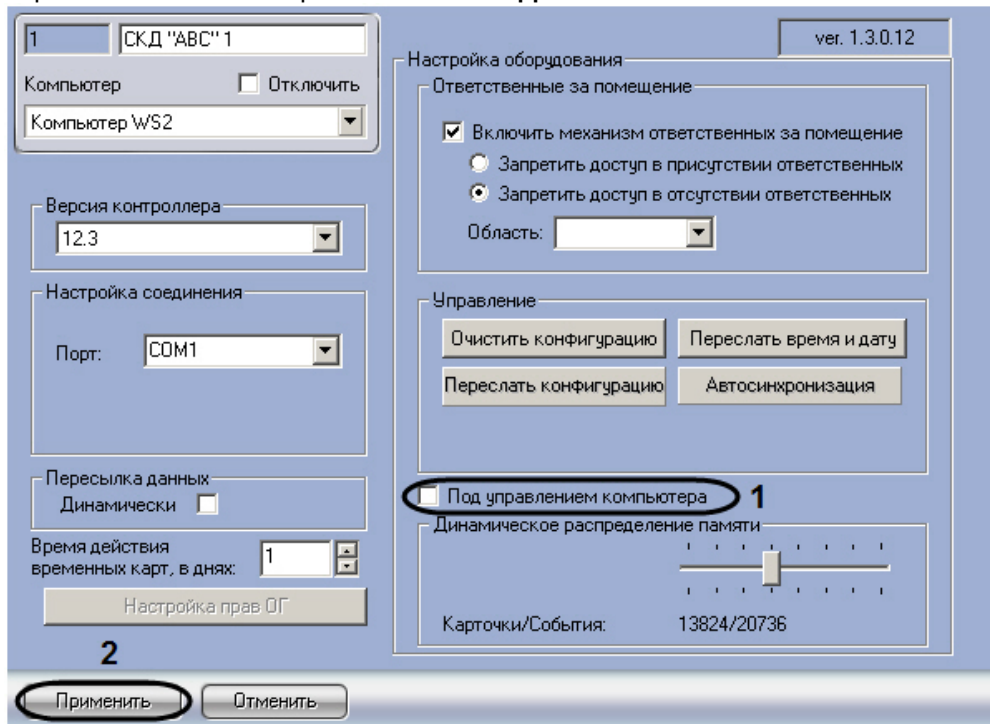 1
СКД "ABC" 1
Компьютер
Отключить
Компьютер WS2
Версия контроллера
12.3
Настройка соединения
Порт:
COM1
Пересылка данных
Динамически
Время действия
временных карт, в днях:
1
Настройка прав ОГ
2
Применить
Отменить
ver. 1.3.0.12
Настройка оборудования
Ответственные за помещение
Включить механизм ответственных за помещение
Запретить доступ в присутствии ответственных
Запретить доступ в отсутствии ответственных
Область:
Управление
Очистить конфигурацию
Переслать время и дату
Переслать конфигурацию
Автосинхронизация
Под управлением компьютера
1
Динамическое распределение памяти
Карточки/События:
13824/20736